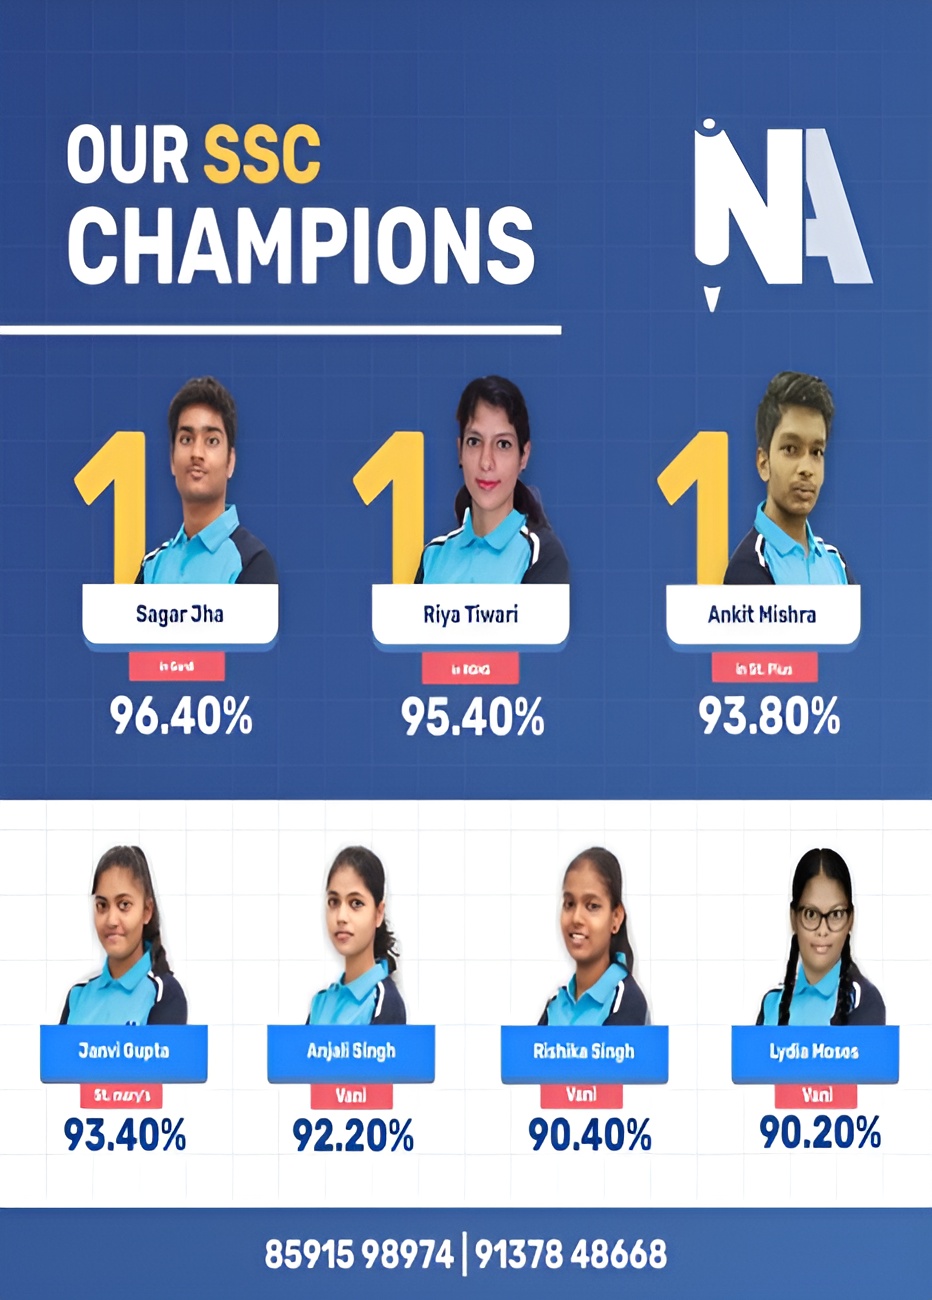 OUR SSC
CHAMPIONS
NA
1
1
1
Sagar Jha
Riya Tiwari
Ankit Mishra
in
in
in St. Pius
96.40%
95.40%
93.80%
Janvi Gupta
Anjali Singh
Rishika Singh
Lydia Moses
St. mary's
Vani
Vani
Vani
93.40%
92.20%
90.40%
90.20%
85915 98974 | 91378 48668